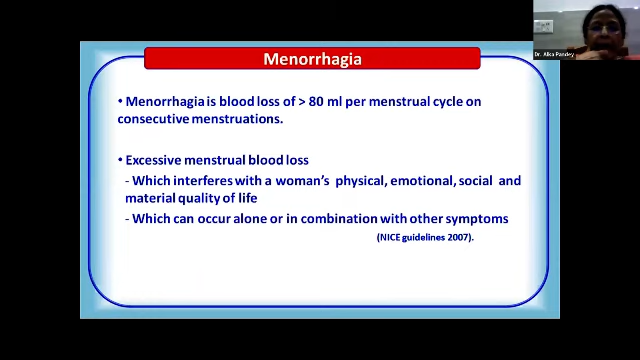 Menorrhagia
• Menorrhagia is blood loss of > 80 ml per menstrual cycle on
consecutive menstruations.
• Excessive menstrual blood loss
- Which interferes with a woman's physical, emotional, social and
material quality of life
- Which can occur alone or in combination with other symptoms
(NICE guidelines 2007).
Dr. Alka Pandey